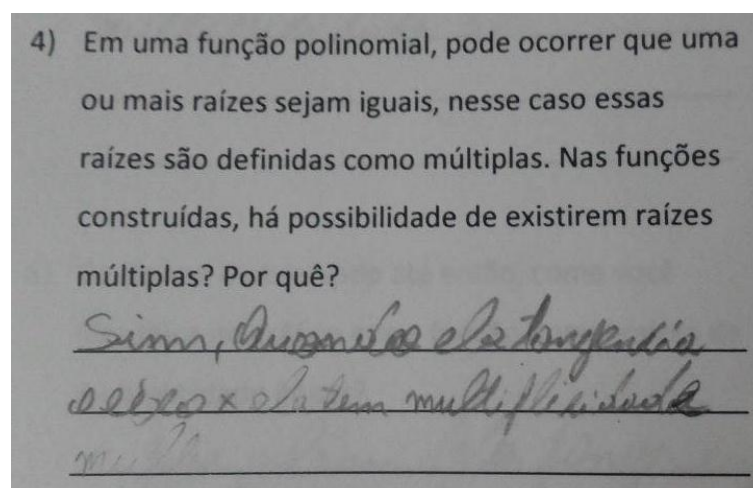 4) Em uma função polinomial, pode ocorrer que uma
ou mais raízes sejam iguais, nesse caso essas
raízes são definidas como múltiplas. Nas funções
construídas, há possibilidade de existirem raízes
múltiplas? Por quê?
Sim, Quando ela tangencia
o eixo x ela tem multiplicidade